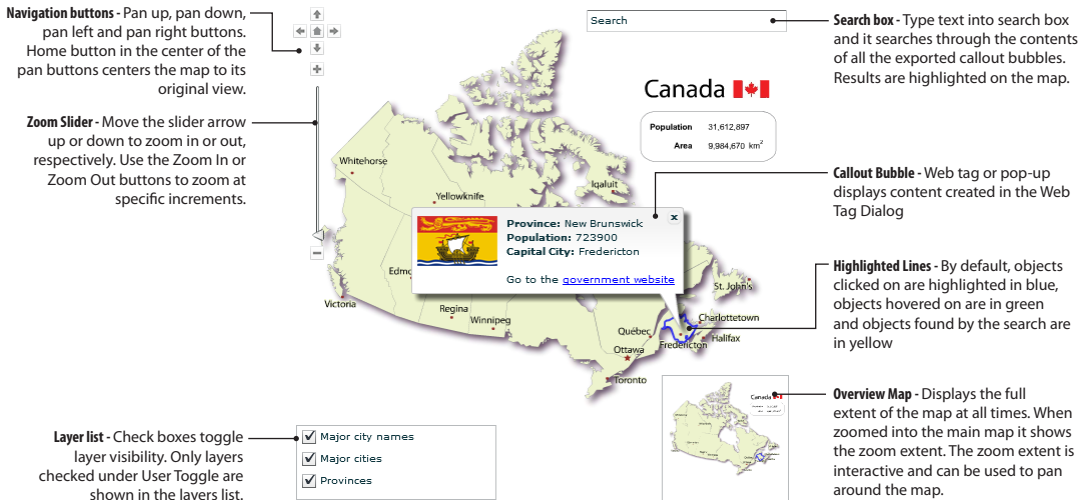 Navigation buttons - Pan up, pan down,
pan left and pan right buttons.
Home button in the center of the
pan buttons centers the map to its
original view.
Zoom Slider - Move the slider arrow
up or down to zoom in or out,
respectively. Use the Zoom In or
Zoom Out buttons to zoom at
specific increments.
Layer list - Check boxes toggle
layer visibility. Only layers
checked under User Toggle are
shown in the layers list.
Search
Canada
Population 31,612,897
Area 9,984,670 km²
Whitehorse
Yellowknife
Iqaluit
Province: New Brunswick
Population: 723900
Capital City: Fredericton
Go to the government website
x
Edmo
Victoria
Regina
Winnipeg
St. John's
Charlottetown
Québec
Halifax
Fredericton
Ottawa
Toronto
Major city names
Major cities
Provinces
Canada
Search box - Type text into search box
and it searches through the contents
of all the exported callout bubbles.
Results are highlighted on the map.
Callout Bubble - Web tag or pop-up
displays content created in the Web
Tag Dialog
Highlighted Lines - By default, objects
clicked on are highlighted in blue,
objects hovered on are in green
and objects found by the search are
in yellow
Overview Map - Displays the full
extent of the map at all times. When
zoomed into the main map it shows
the zoom extent. The zoom extent is
interactive and can be used to pan
around the map.